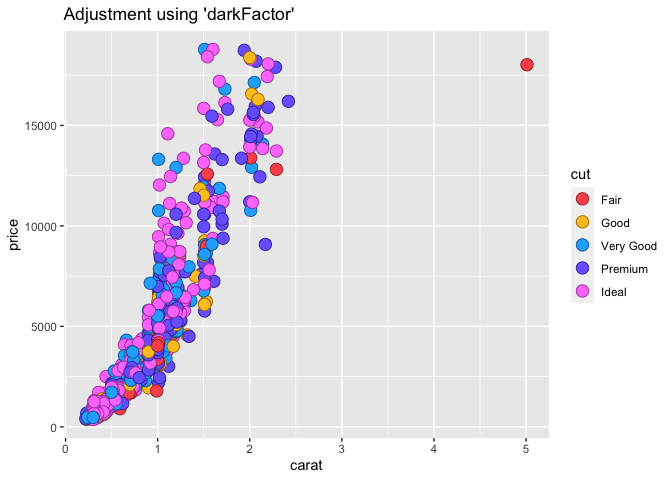 Adjustment using 'darkFactor'
15000
10000
5000
0
price
0
1
2
3
4
5
carat
cut
Fair
Good
Very Good
Premium
Ideal